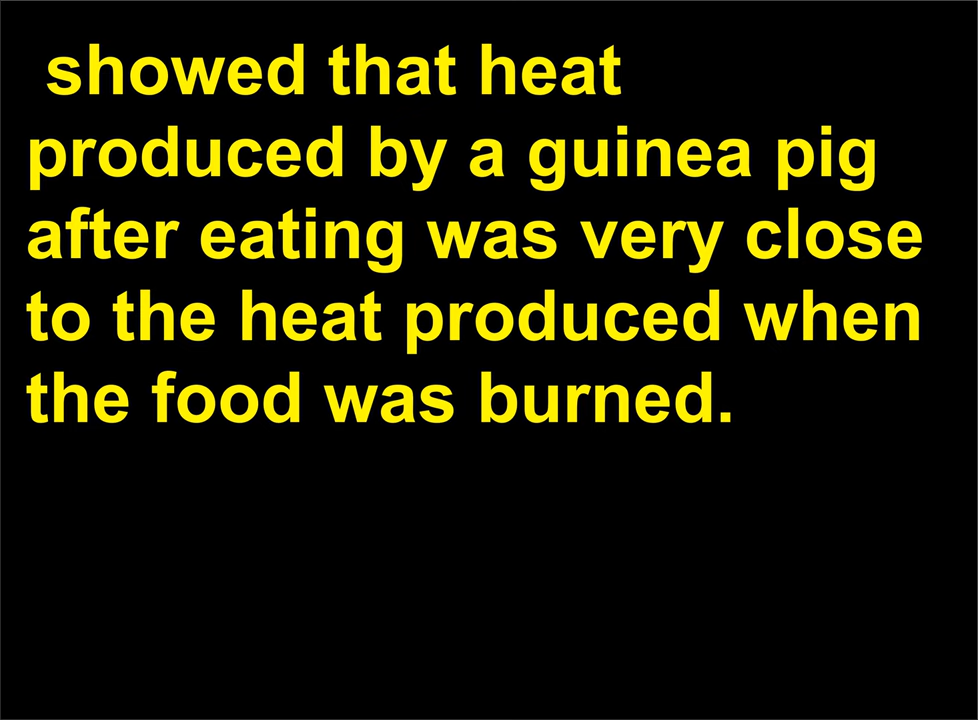 showed that heat
produced by a guinea pig
after eating was very close
to the heat produced when
the food was burned.